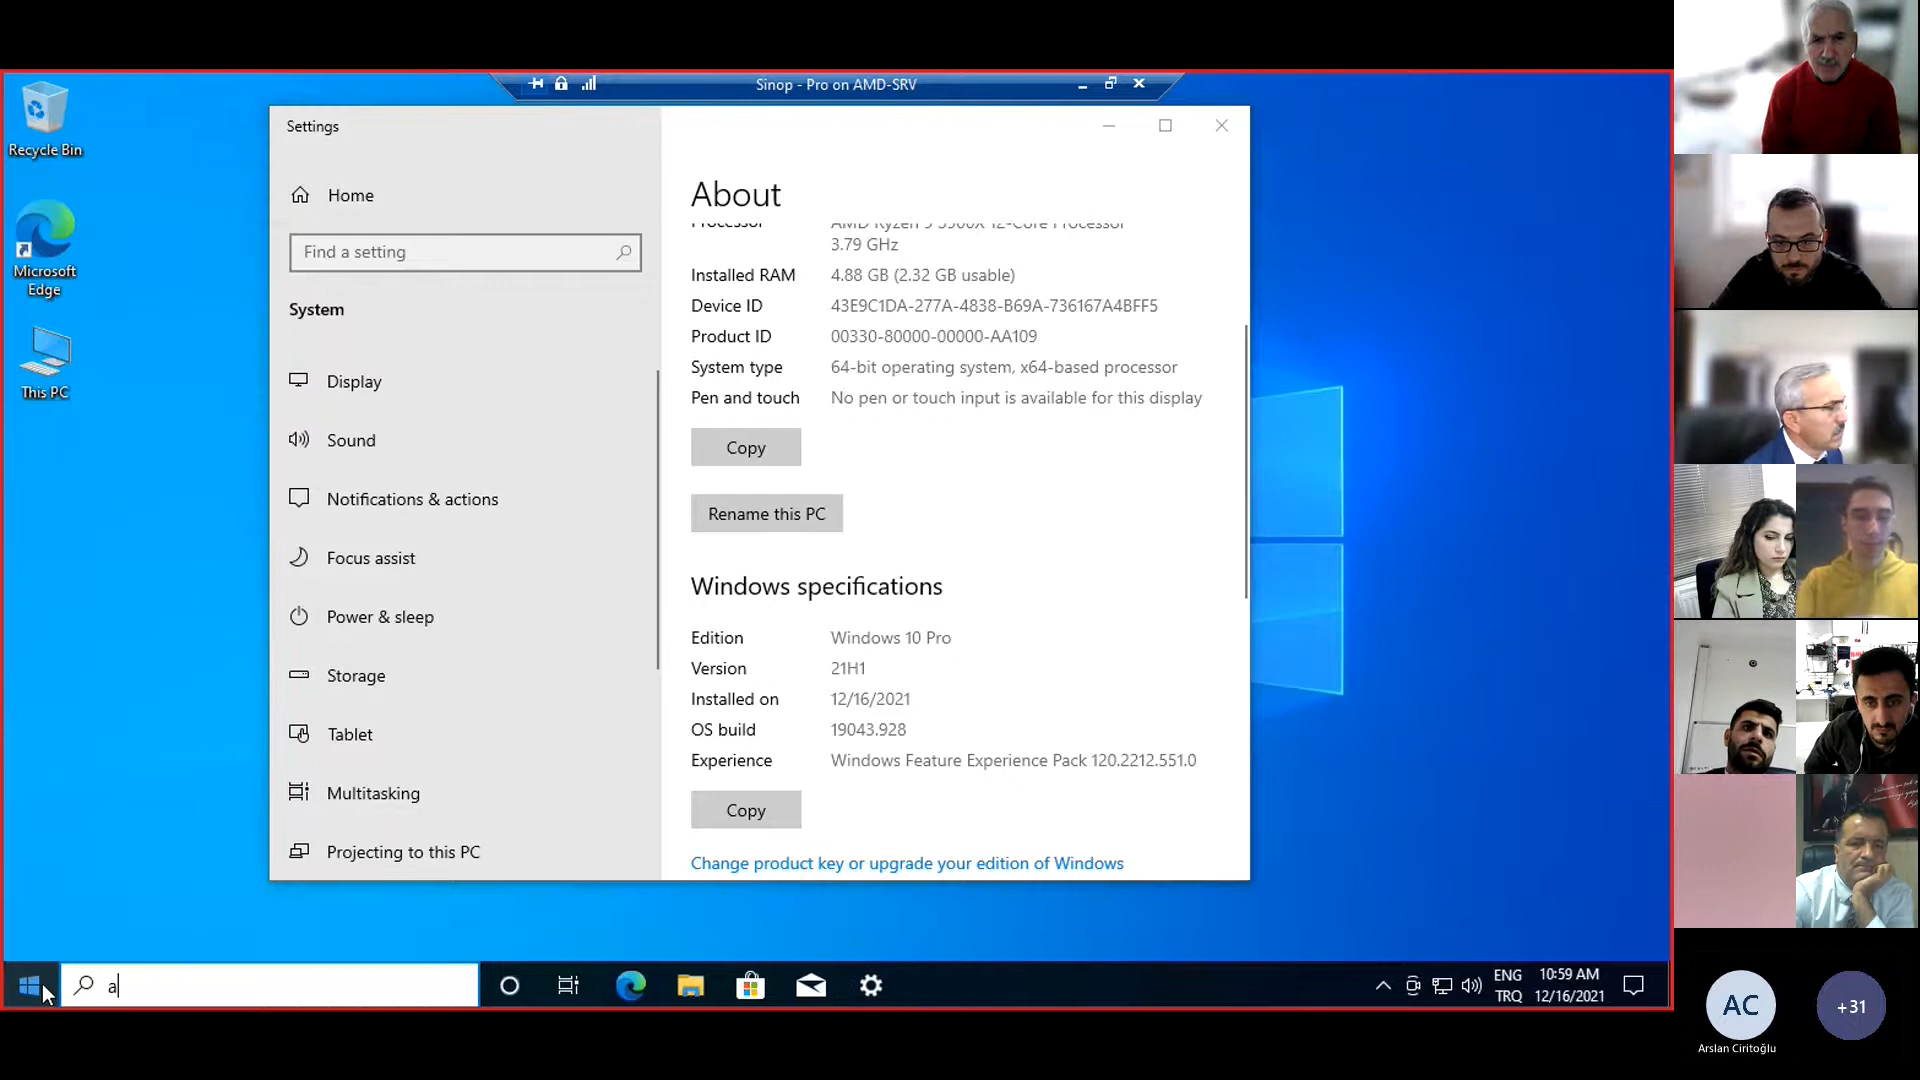 Sinop - Pro on AMD-SRV
Recycle Bin
Microsoft
Edge
This PC
Settings
Home
Find a setting
System
Display
Sound
Notifications & actions
Focus assist
Power & sleep
Storage
Tablet
Multitasking
Projecting to this PC
About
Processor AMD Ryzen 9 3900X 12-Core Processor
3.79 GHz
Installed RAM 4.88 GB (2.32 GB usable)
Device ID 43E9C1DA-277A-4838-B69A-736167A4BFF5
Product ID 00330-80000-00000-AA109
System type 64-bit operating system, x64-based processor
Pen and touch No pen or touch input is available for this display
Copy
Rename this PC
Windows specifications
Edition Windows 10 Pro
Version 21H1
Installed on 12/16/2021
OS build 19043.928
Experience Windows Feature Experience Pack 120.2212.551.0
Copy
Change product key or upgrade your edition of Windows
a
ENG
TRQ
10:59 AM
12/16/2021
AC
Arslan Ciritoğlu
+31